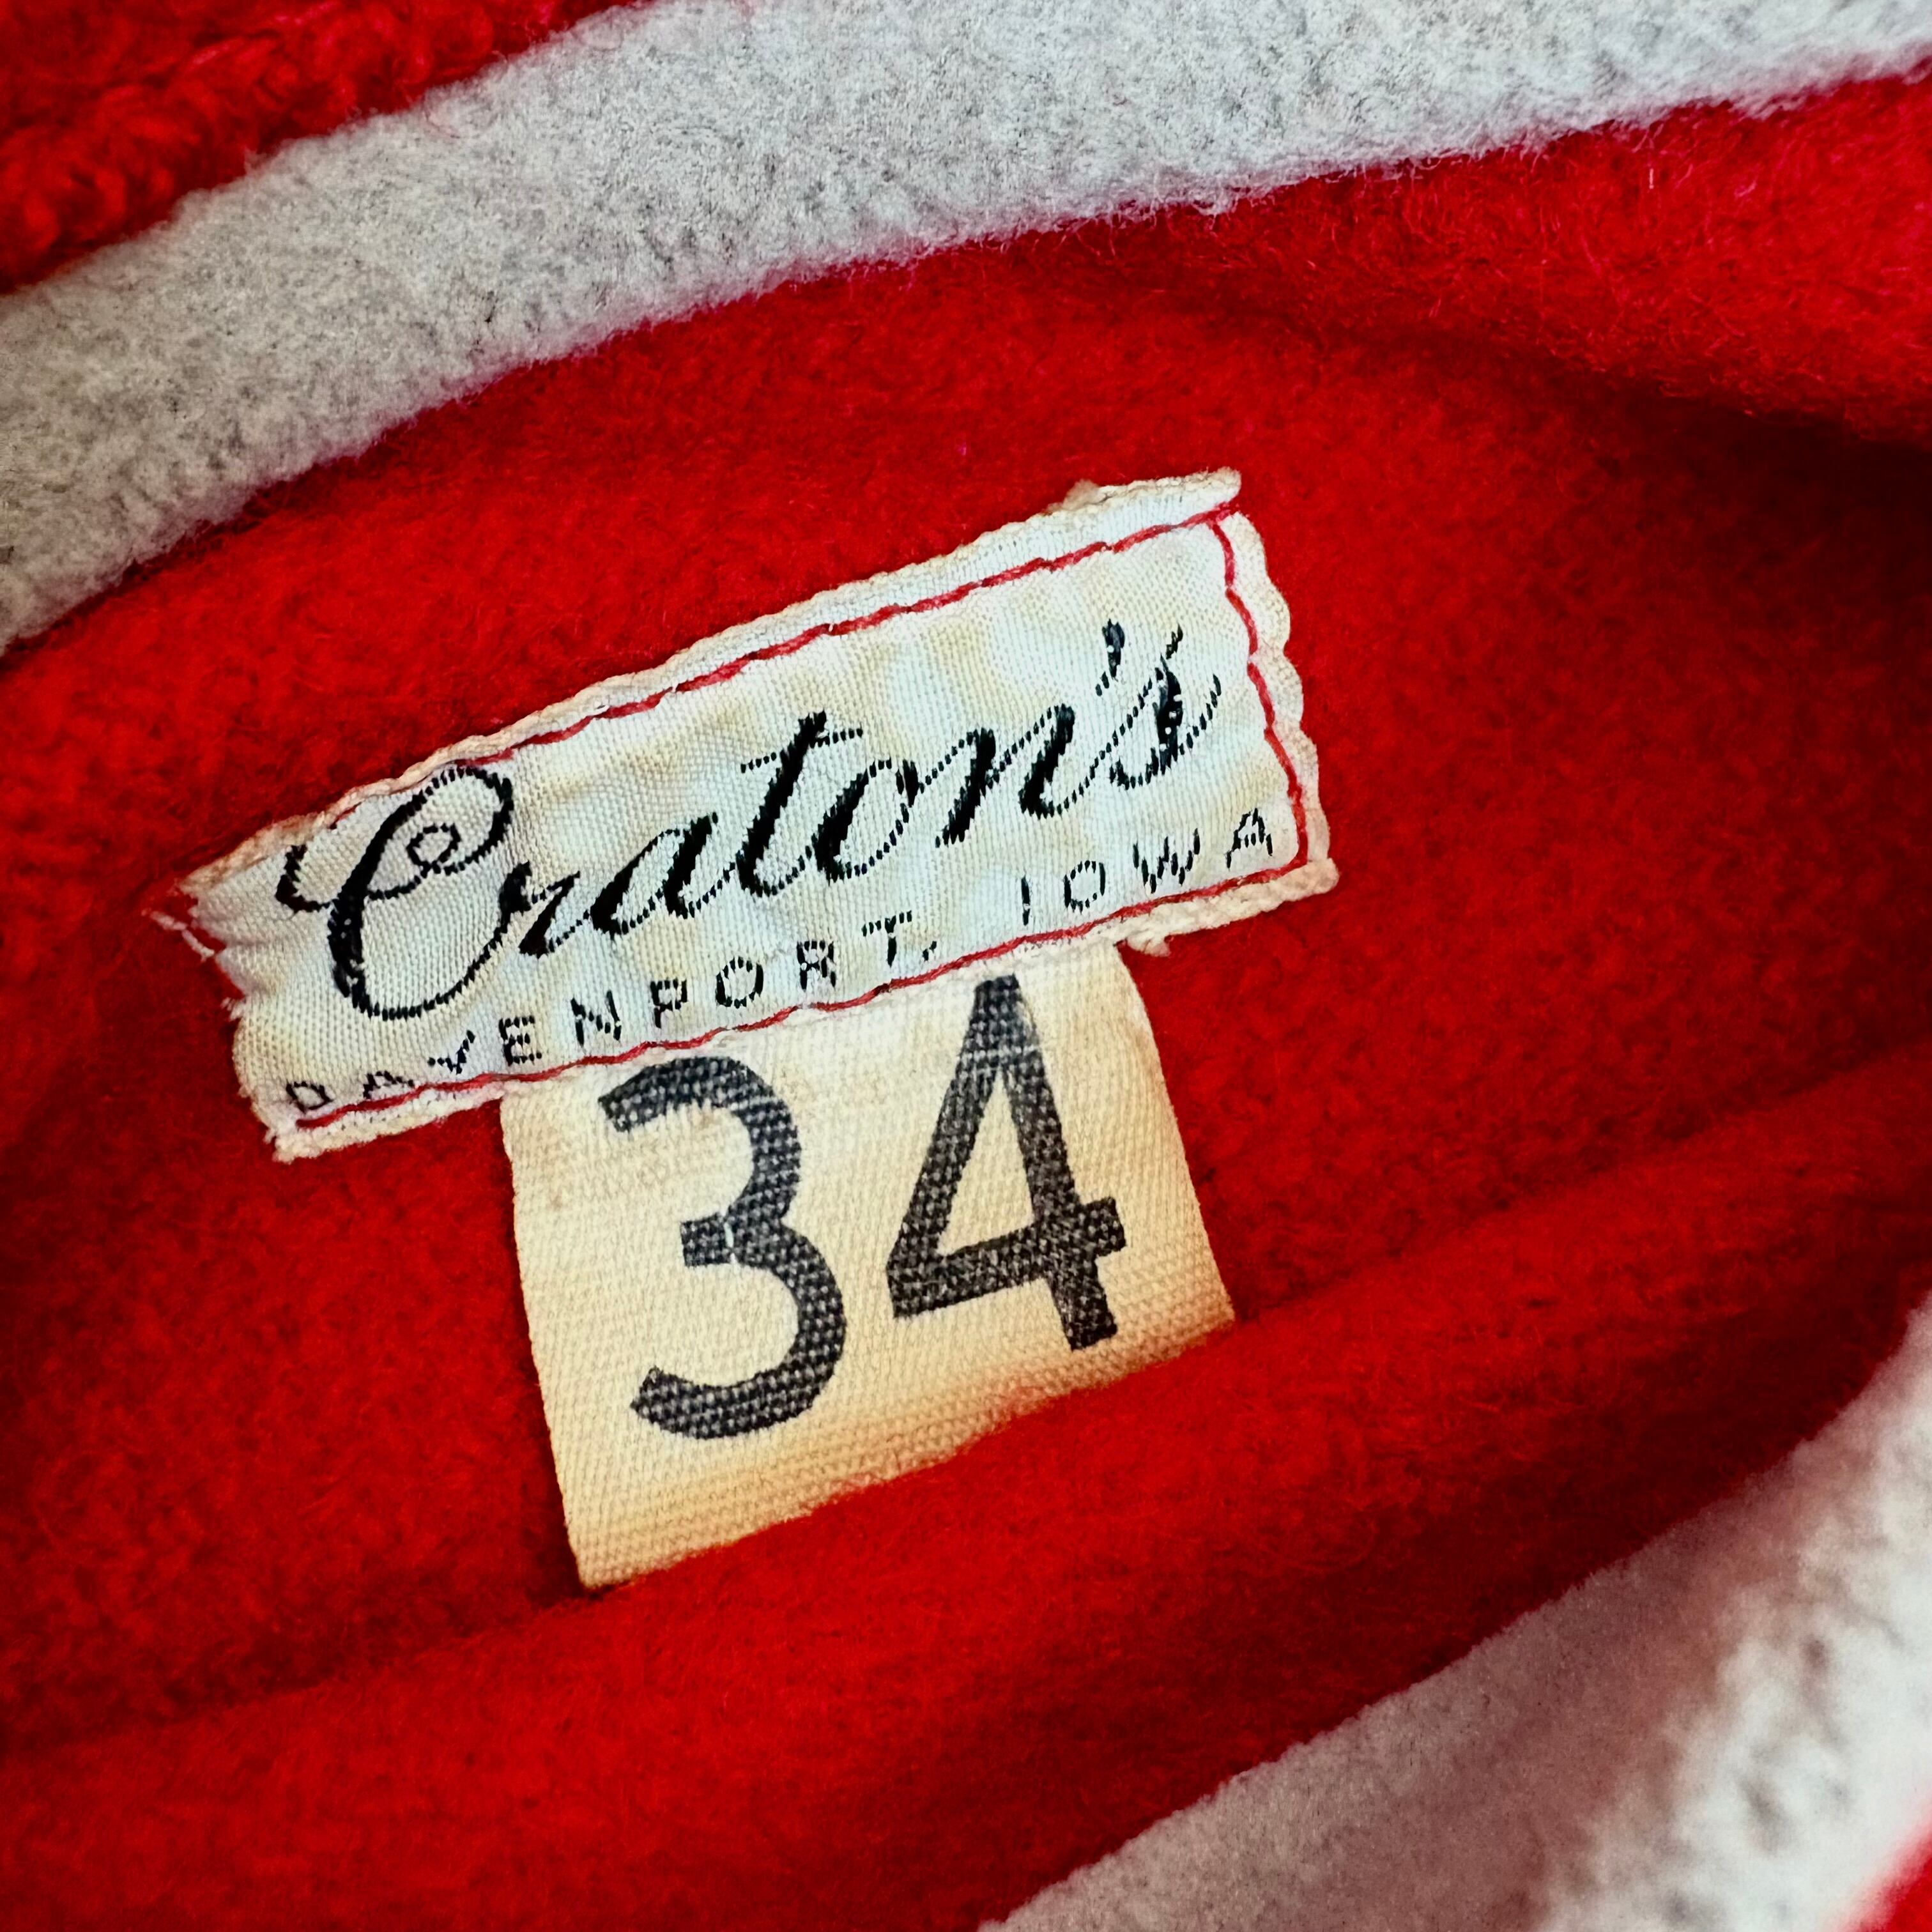 Craton's
DAVENPORT, IOWA
34